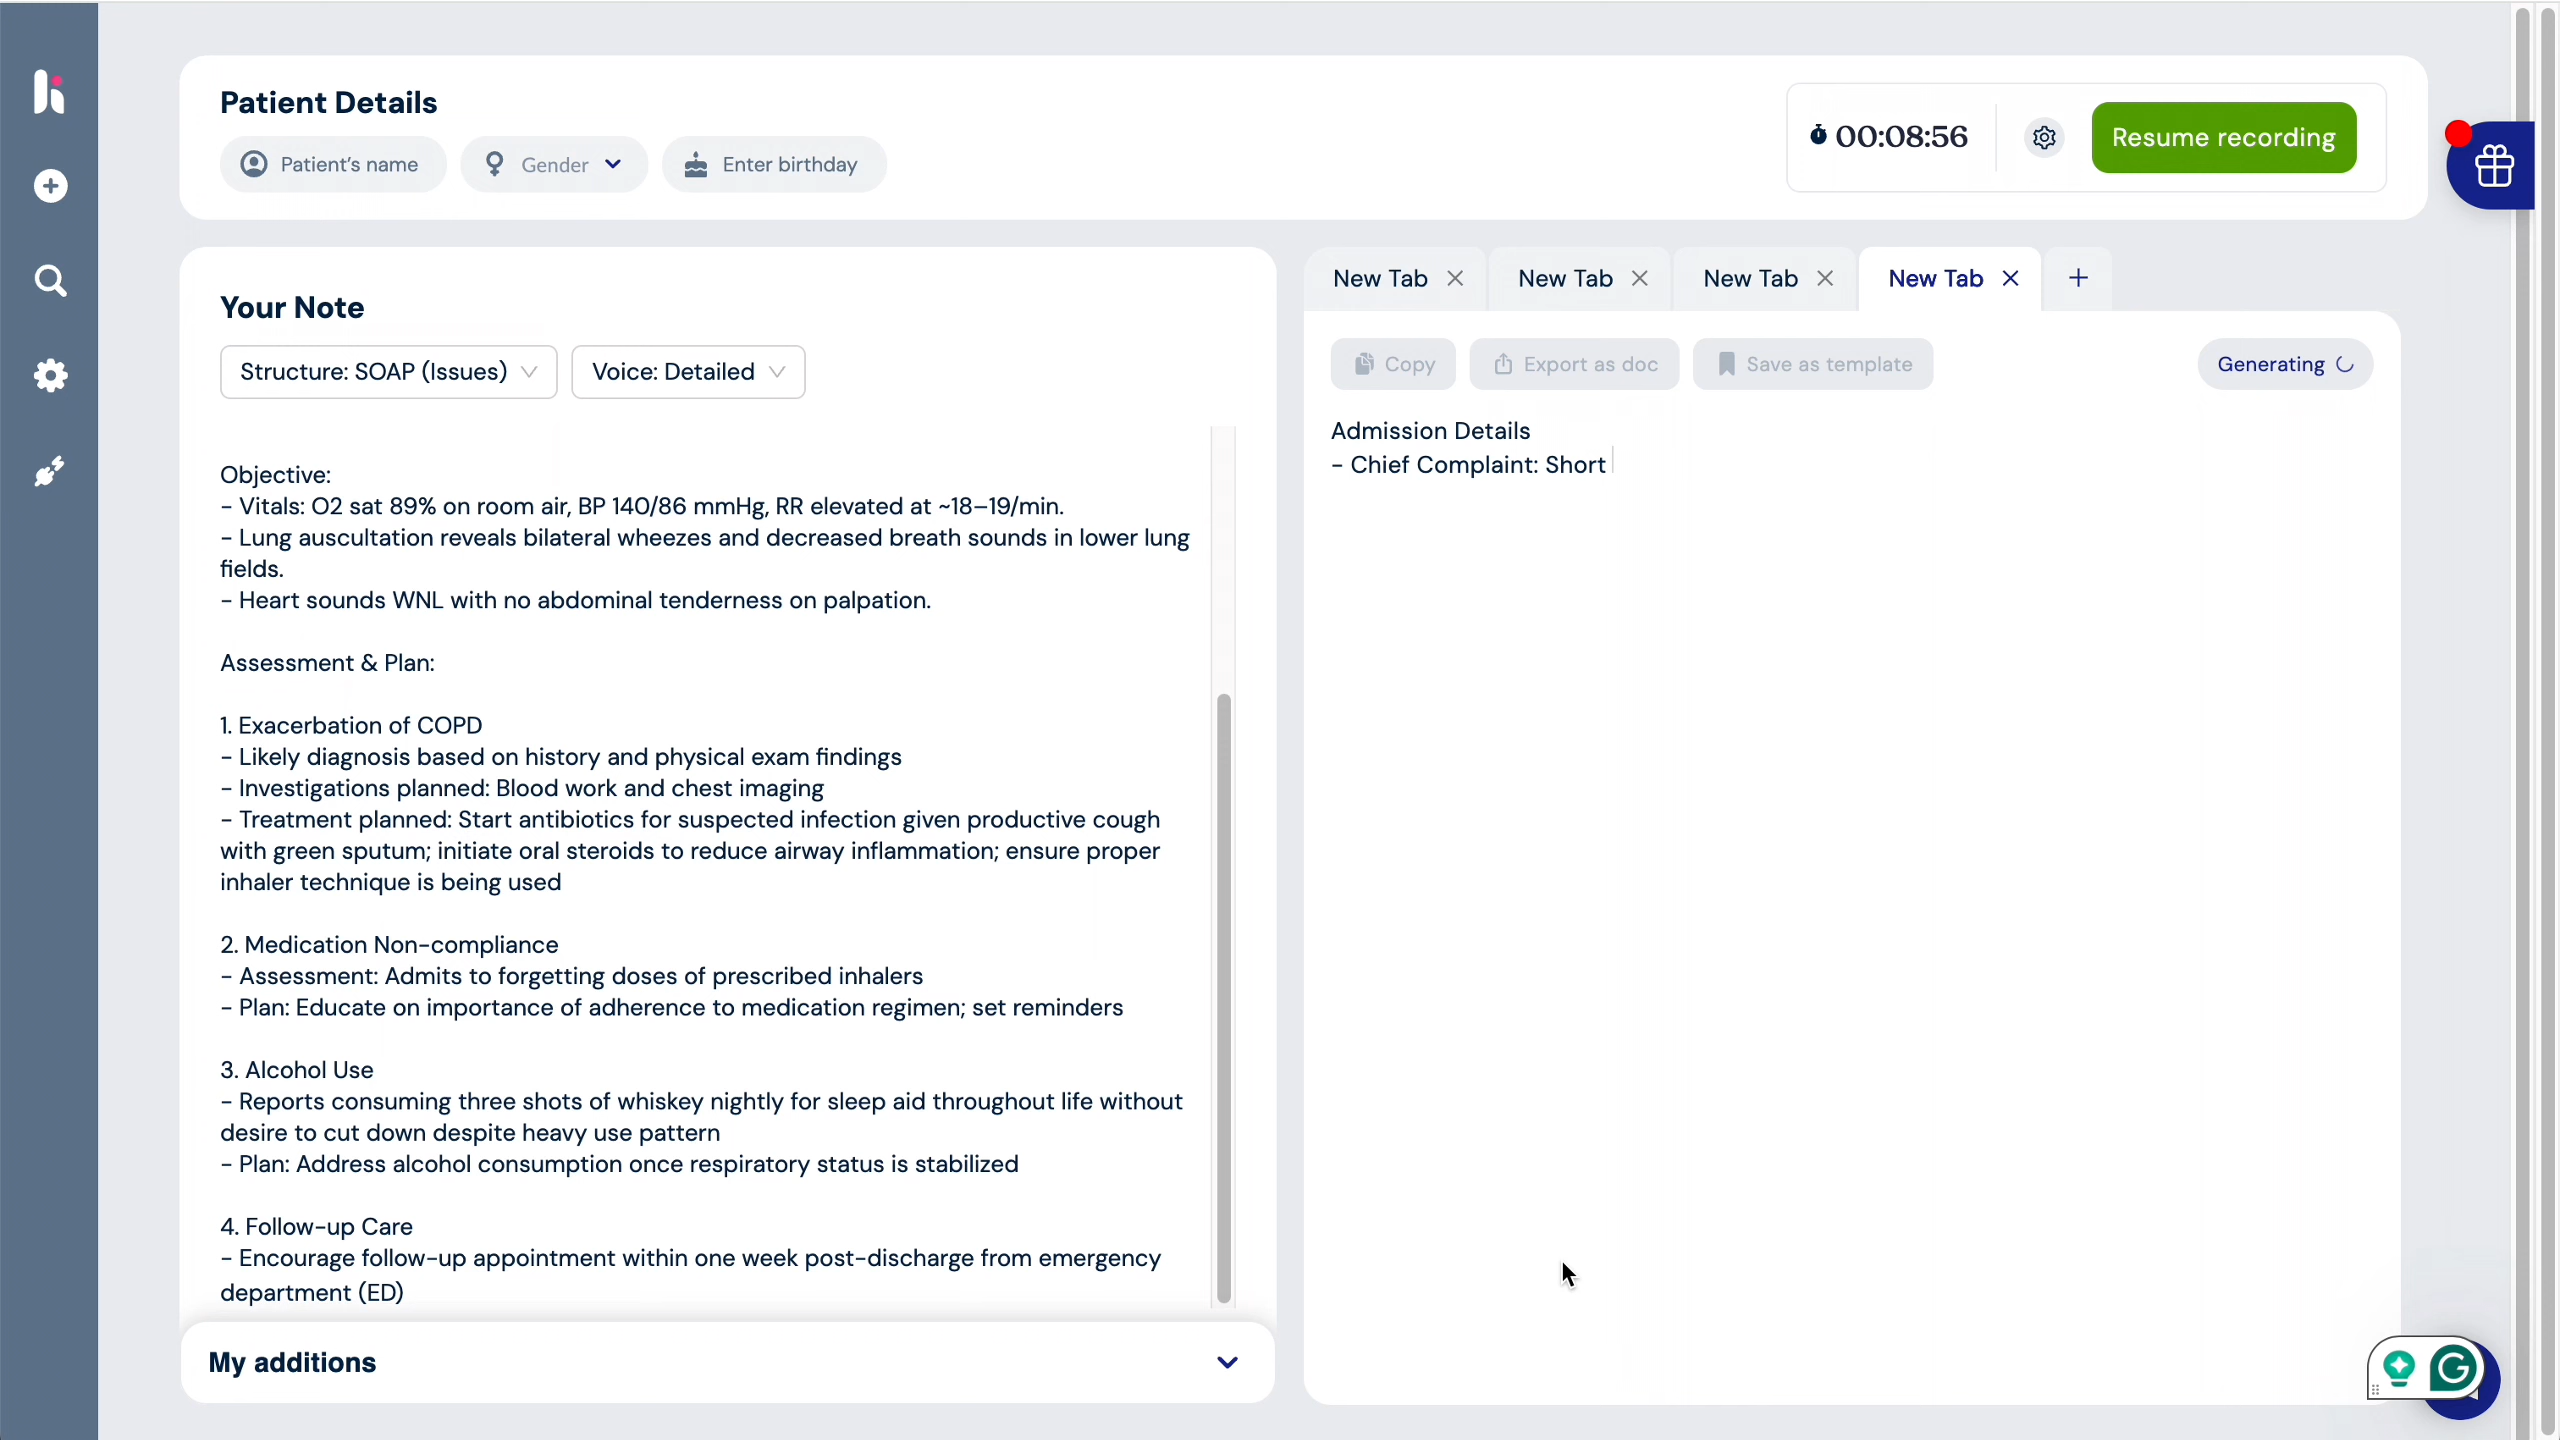 Patient Details
Patient's name
Gender
Enter birthday
00:08:56
Resume recording
Your Note
Structure: SOAP (Issues)
Voice: Detailed
Objective:
- Vitals: O2 sat 89% on room air, BP 140/86 mmHg, RR elevated at ~18-19/min.
- Lung auscultation reveals bilateral wheezes and decreased breath sounds in lower lung
fields.
- Heart sounds WNL with no abdominal tenderness on palpation.
Assessment & Plan:
1. Exacerbation of COPD
- Likely diagnosis based on history and physical exam findings
- Investigations planned: Blood work and chest imaging
- Treatment planned: Start antibiotics for suspected infection given productive cough
with green sputum; initiate oral steroids to reduce airway inflammation; ensure proper
inhaler technique is being used
2. Medication Non-compliance
- Assessment: Admits to forgetting doses of prescribed inhalers
- Plan: Educate on importance of adherence to medication regimen; set reminders
3. Alcohol Use
- Reports consuming three shots of whiskey nightly for sleep aid throughout life without
desire to cut down despite heavy use pattern
- Plan: Address alcohol consumption once respiratory status is stabilized
4. Follow-up Care
- Encourage follow-up appointment within one week post-discharge from emergency
department (ED)
My additions
New Tab
New Tab
New Tab
New Tab
Copy
Export as doc
Save as template
Generating
Admission Details
- Chief Complaint: Short